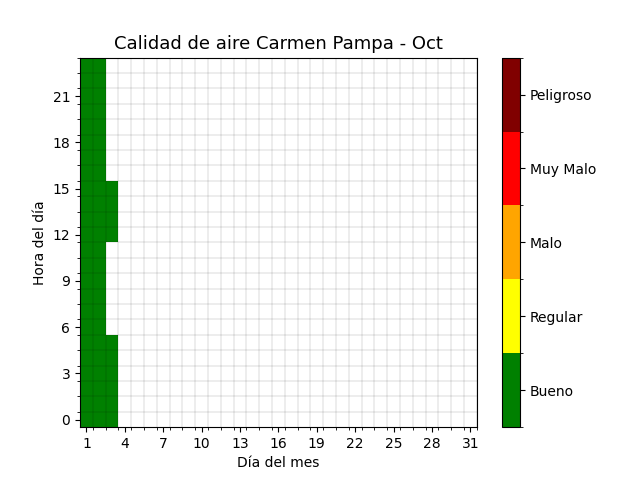 Calidad de aire Carmen Pampa - Oct
Hora del día
21
18
15
12
9
6
3
0
1 4 7 10 13 16 19 22 25 28 31
Día del mes
Peligroso
Muy Malo
Malo
Regular
Bueno